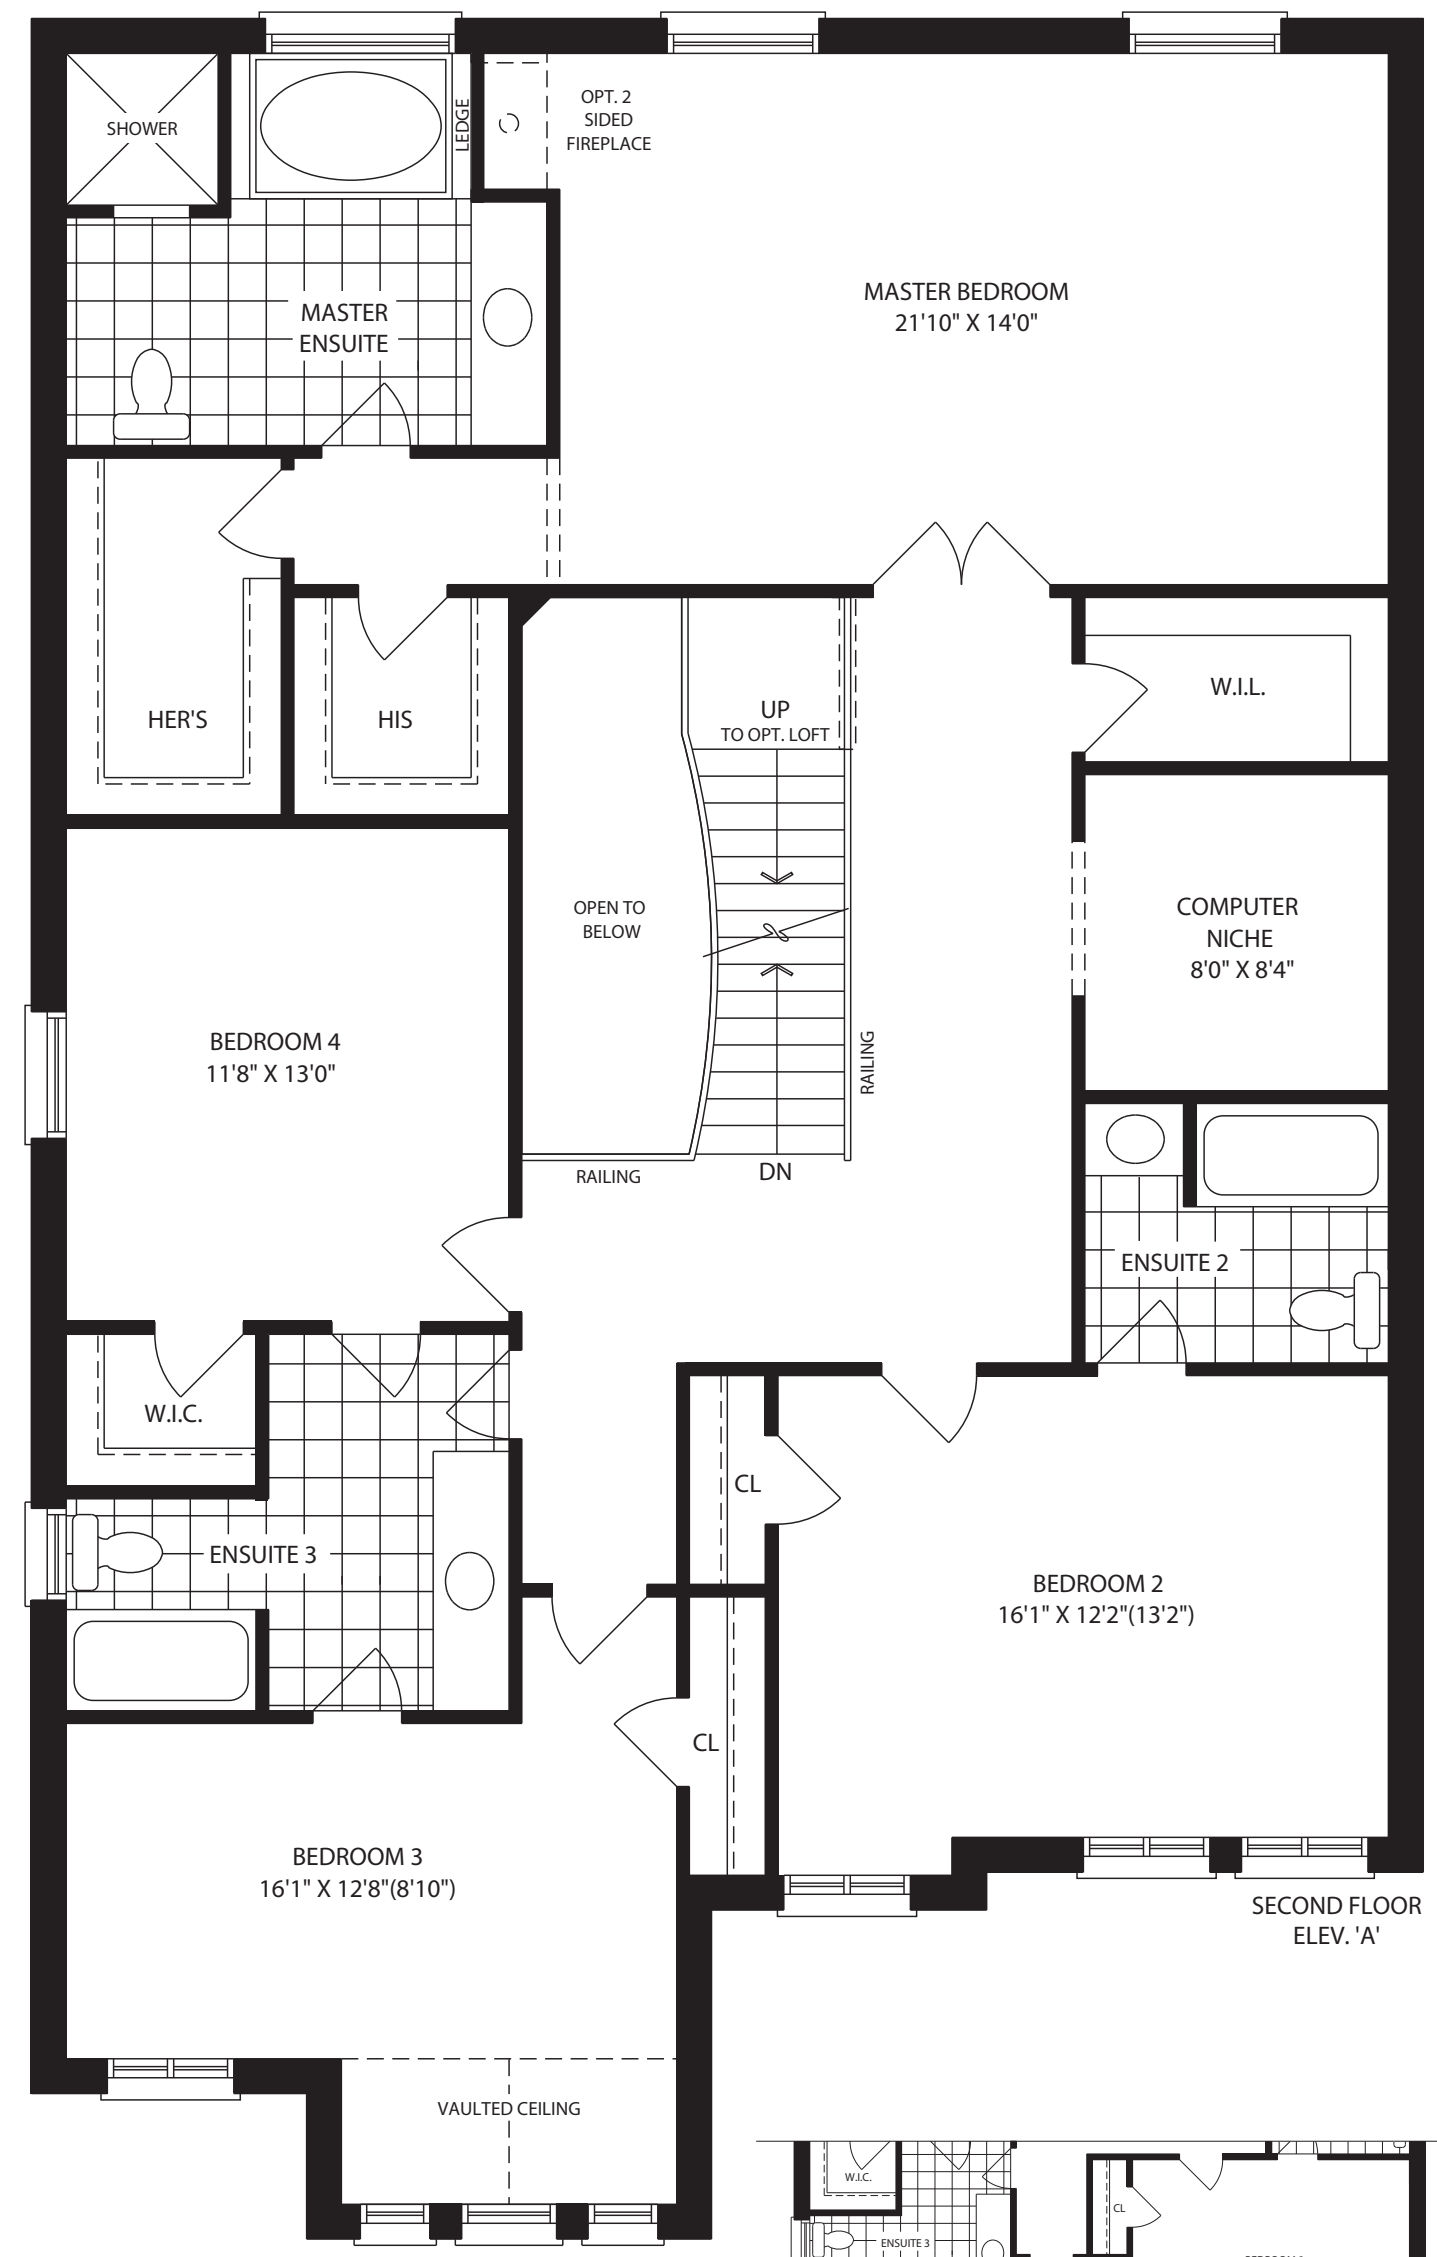 SHOWER
LEDGE
OPT. 2
SIDED
FIREPLACE
MASTER
ENSUITE
MASTER BEDROOM
21'10" X 14'0"
HER'S
HIS
UP
TO OPT. LOFT
W.I.L.
OPEN TO
BELOW
COMPUTER
NICHE
8'0" X 8'4"
BEDROOM 4
11'8" X 13'0"
RAILING
RAILING
DN
ENSUITE 2
W.I.C.
CL
ENSUITE 3
BEDROOM 2
16'1" X 12'2"(13'2")
CL
BEDROOM 3
16'1" X 12'8"(8'10")
SECOND FLOOR
ELEV. 'A'
VAULTED CEILING
W.I.C.
CL
ENSUITE 3